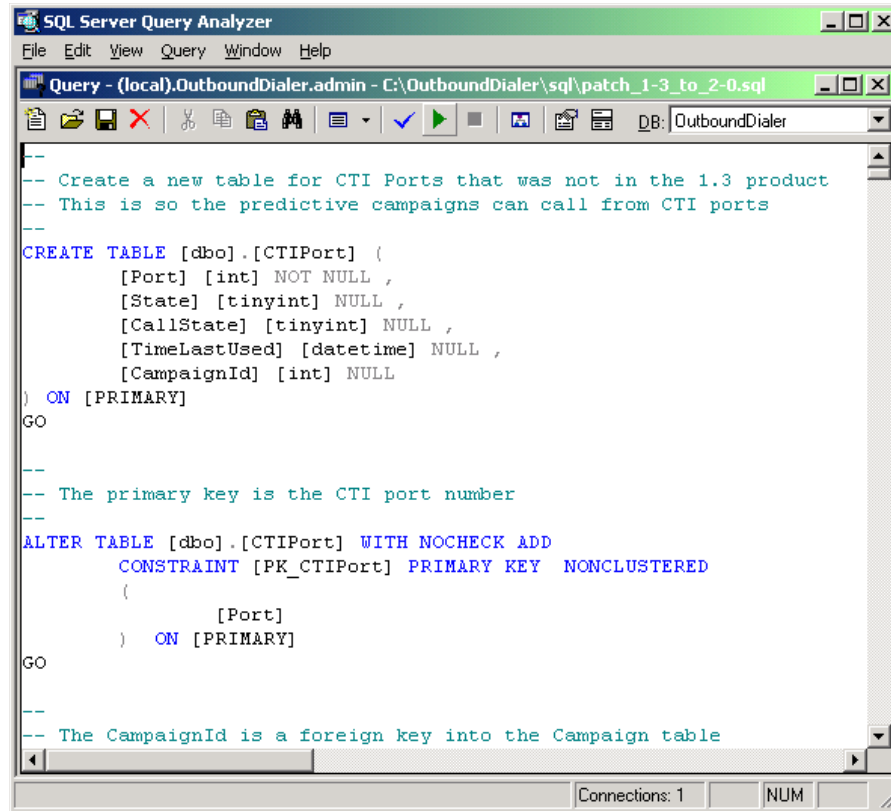 SQL Server Query Analyzer
File Edit View Query Window Help
Query - (local).OutboundDialer.admin - C:\OutboundDialer\sql\patch_1-3_to_2-0.sql
DB: OutboundDialer
--
-- Create a new table for CTI Ports that was not in the 1.3 product
-- This is so the predictive campaigns can call from CTI ports
--
CREATE TABLE [dbo].[CTIPort] (
[Port] [int] NOT NULL ,
[State] [tinyint] NULL ,
[CallState] [tinyint] NULL ,
[TimeLastUsed] [datetime] NULL ,
[CampaignId] [int] NULL
) ON [PRIMARY]
GO
--
-- The primary key is the CTI port number
--
ALTER TABLE [dbo].[CTIPort] WITH NOCHECK ADD
CONSTRAINT [PK_CTIPort] PRIMARY KEY NONCLUSTERED
(
[Port]
) ON [PRIMARY]
GO
--
-- The CampaignId is a foreign key into the Campaign table
Connections: 1 NUM